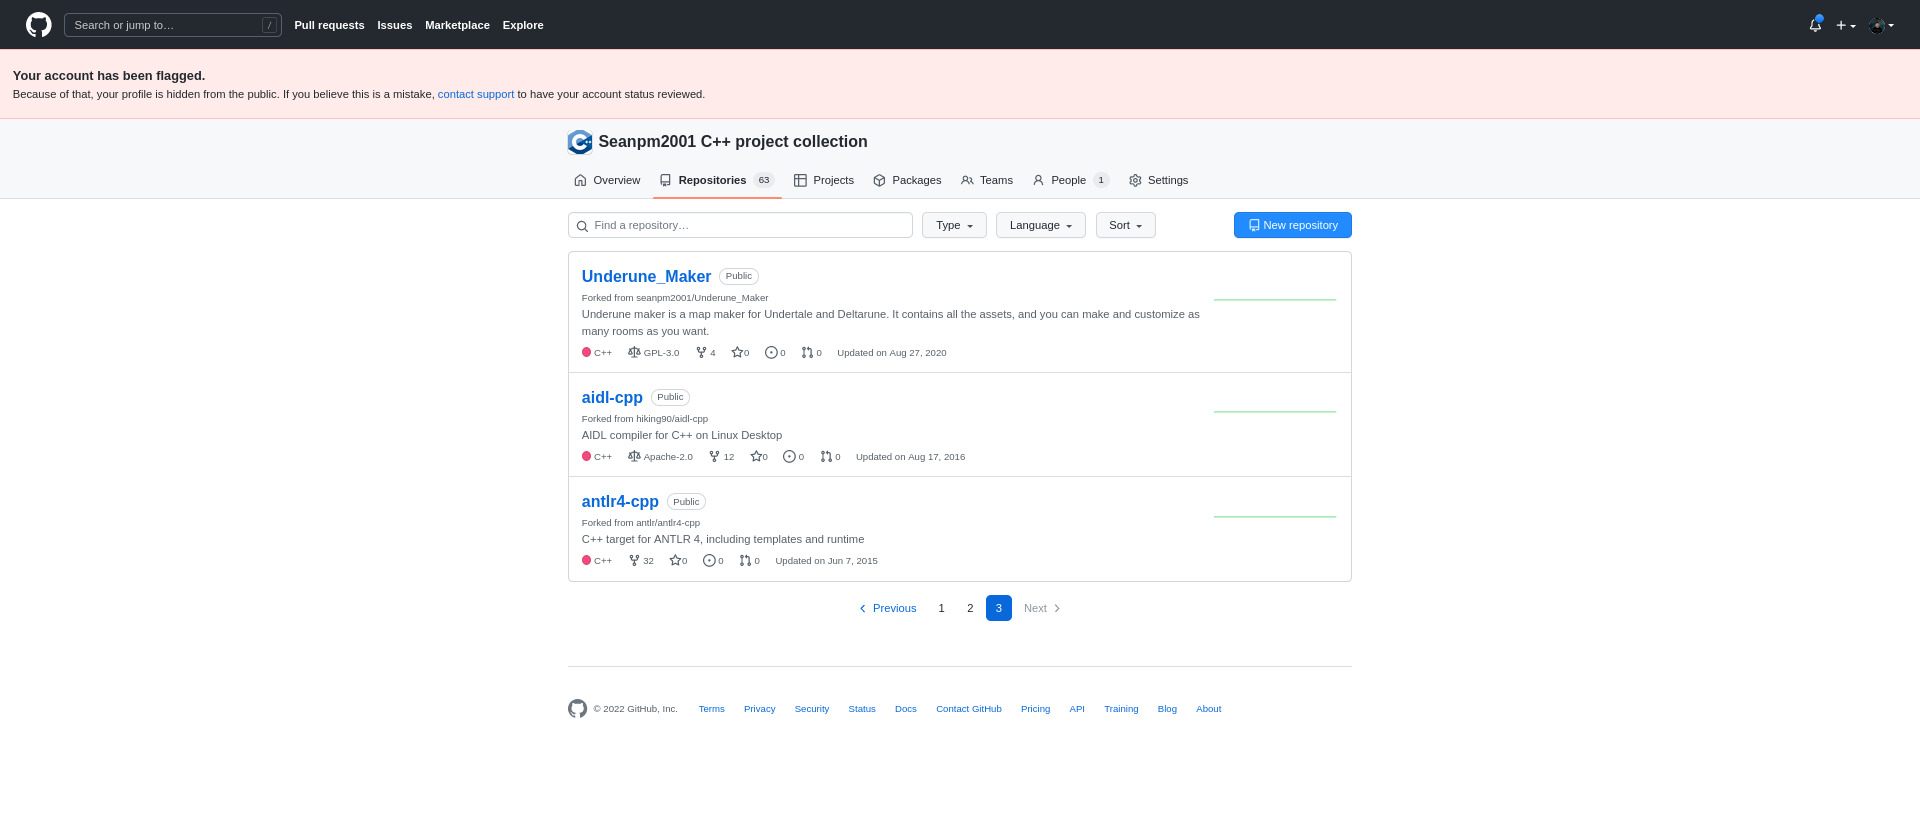 Search or jump to… / Pull requests Issues Marketplace Explore
Your account has been flagged.
Because of that, your profile is hidden from the public. If you believe this is a mistake, contact support to have your account status reviewed.
Seanpm2001 C++ project collection
Overview Repositories 63 Projects Packages Teams People 1 Settings
Find a repository… Type Language Sort New repository
Underune_Maker Public
Forked from seanpm2001/Underune_Maker
Underune maker is a map maker for Undertale and Deltarune. It contains all the assets, and you can make and customize as
many rooms as you want.
C++ GPL-3.0 4 0 0 0 Updated on Aug 27, 2020
aidl-cpp Public
Forked from hiking90/aidl-cpp
AIDL compiler for C++ on Linux Desktop
C++ Apache-2.0 12 0 0 0 Updated on Aug 17, 2016
antlr4-cpp Public
Forked from antlr/antlr4-cpp
C++ target for ANTLR 4, including templates and runtime
C++ 32 0 0 0 Updated on Jun 7, 2015
Previous 1 2 3 Next
© 2022 GitHub, Inc. Terms Privacy Security Status Docs Contact GitHub Pricing API Training Blog About